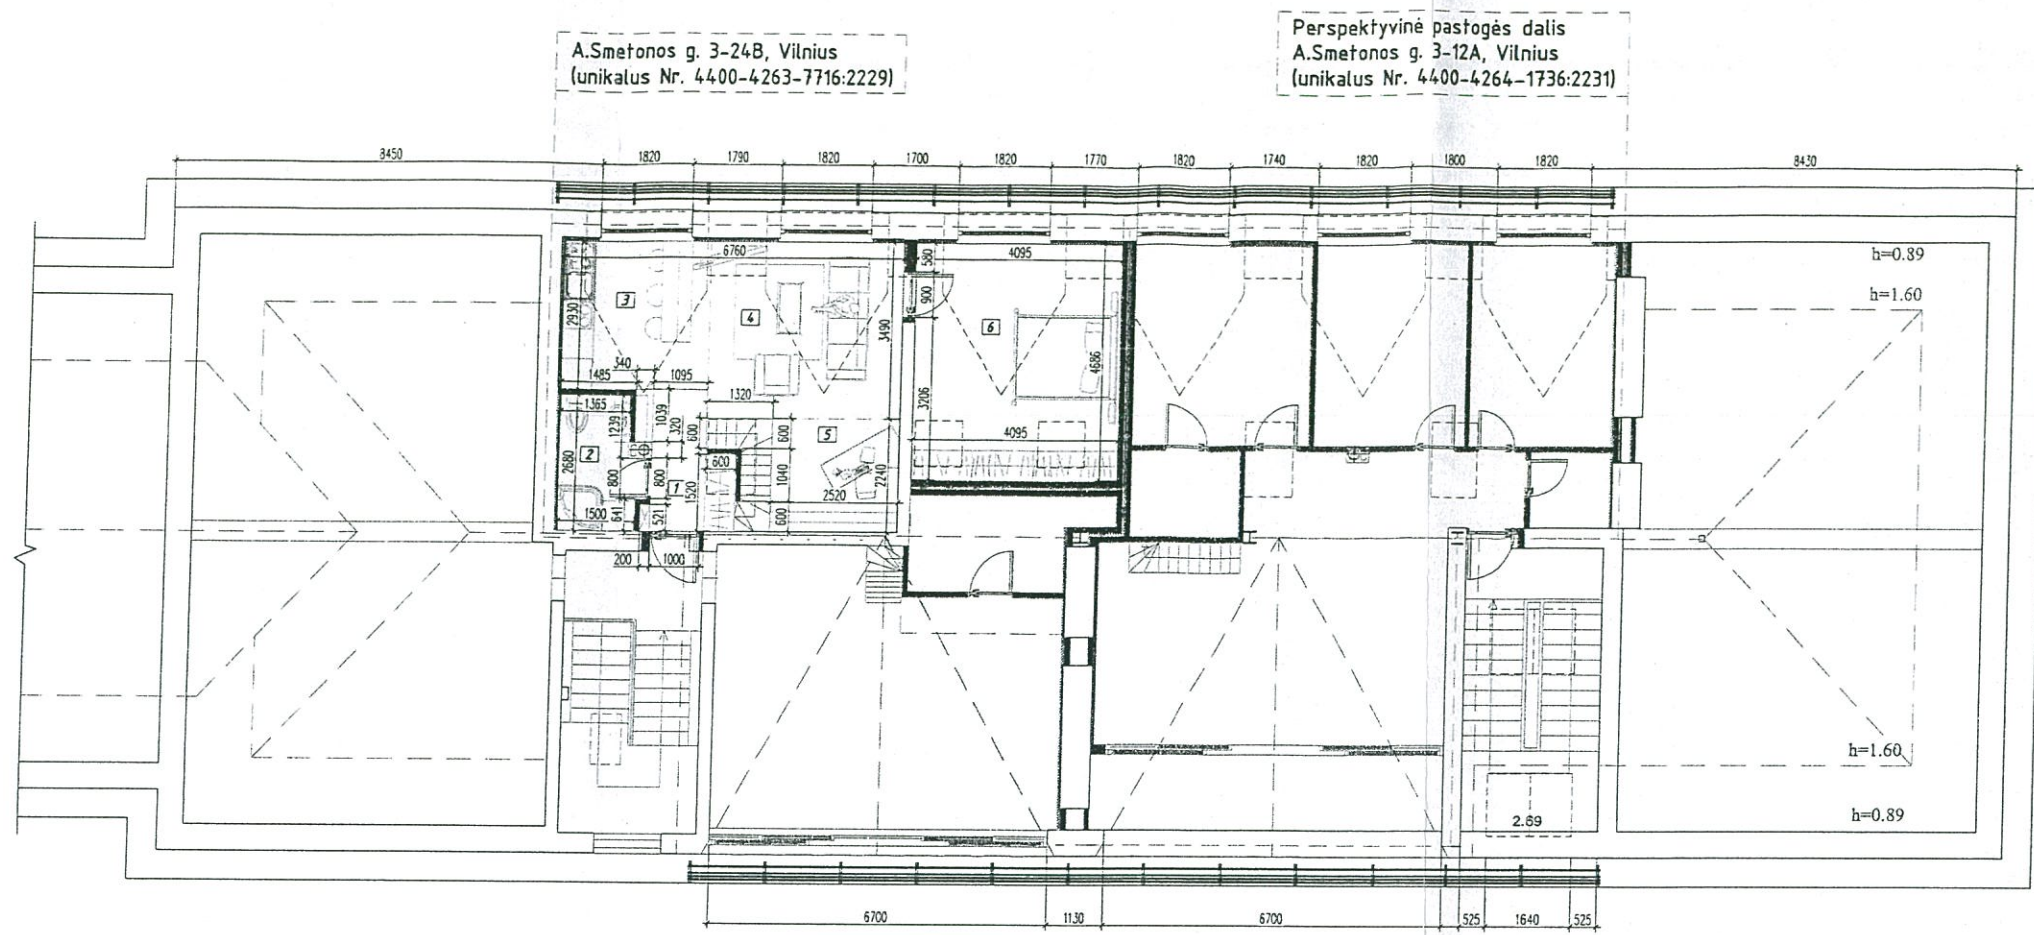 A.Smetonos g. 3-24B, Vilnius
(unikalus Nr. 4400-4263-7716:2229)
Perspektyvinė pastogės dalis
A.Smetonos g. 3-12A, Vilnius
(unikalus Nr. 4400-4264-1736:2231)
8450 1820 1790 1820 1700 1820 1770 1820 1740 1820 1800 1820 8430
6760 580 4095
h=0.89
900
h=1.60
3 4 6
2930 3490
340
1485 1095 4686
1320 3206
1365
1239 1039 320 600 600 5
4095
2 600
2680 800 800 1 1520 1040 2520 2240
1500 641 521 600
200 1000
h=1.60
2.69 h=0.89
6700 1130 6700 525 1640 525